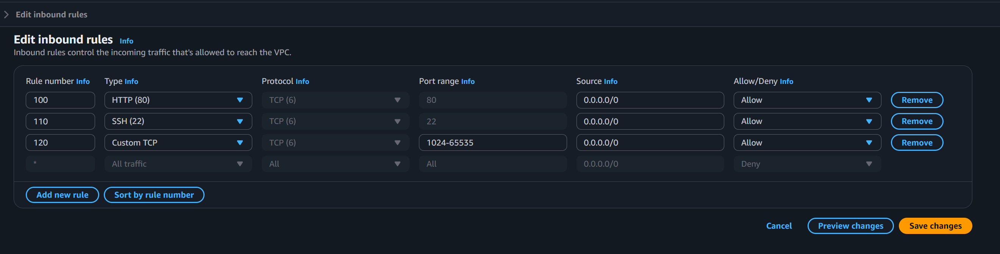 Edit inbound rules
Edit inbound rules Info
Inbound rules control the incoming traffic that's allowed to reach the VPC.
Rule number Info Type Info Protocol Info Port range Info Source Info Allow/Deny Info
100 HTTP (80) TCP (6) 80 0.0.0.0/0 Allow Remove
110 SSH (22) TCP (6) 22 0.0.0.0/0 Allow Remove
120 Custom TCP TCP (6) 1024-65535 0.0.0.0/0 Allow Remove
* All traffic All All 0.0.0.0/0 Deny
Add new rule Sort by rule number
Cancel Preview changes Save changes